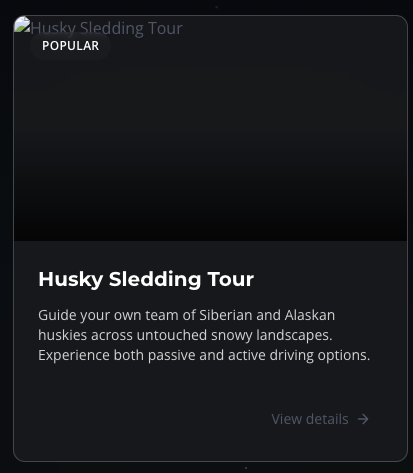 Husky Sledding Tour
POPULAR
Husky Sledding Tour
Guide your own team of Siberian and Alaskan
huskies across untouched snowy landscapes.
Experience both passive and active driving options.
View details →